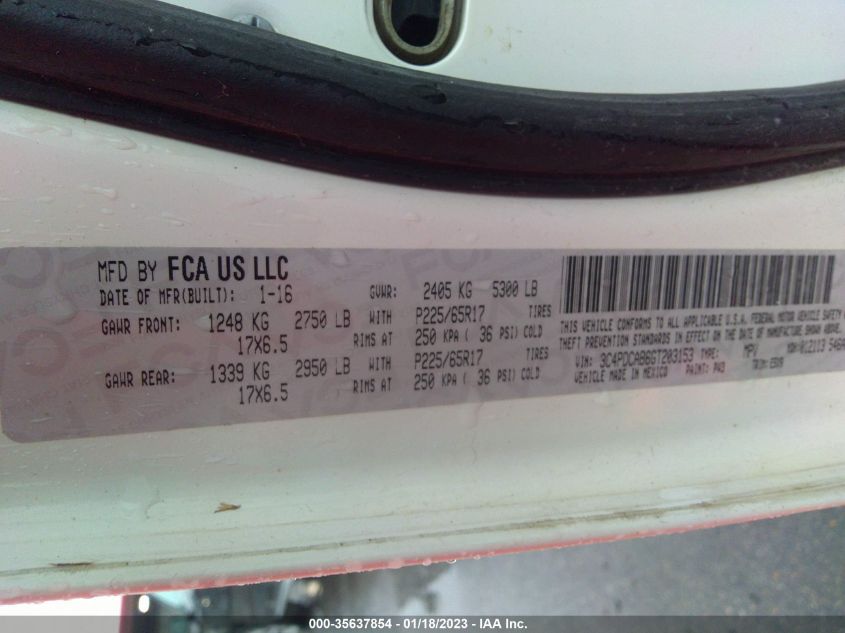 MFD BY FCA US LLC
DATE OF MFR(BUILT): 1-16 GVWR: 2405 KG 5300 LB
GAWR FRONT: 1248 KG 2750 LB WITH P225/65R17 TIRES
17X6.5 RIMS AT 250 KPA ( 36 PSI) COLD
GAWR REAR: 1339 KG 2950 LB WITH P225/65R17 TIRES
17X6.5 RIMS AT 250 KPA ( 36 PSI) COLD
THIS VEHICLE CONFORMS TO ALL APPLICABLE U.S.A. FEDERAL MOTOR VEHICLE SAFETY
THEFT PREVENTION STANDARDS IN EFFECT ON THE DATE OF MANUFACTURE SHOWN ABOVE.
VIN: 3C4PDCAB6GT203153 TYPE: MPV
VEHICLE MADE IN MEXICO PAINT: PW3 TRIM:
000-35637854 - 01/18/2023 - IAA Inc.